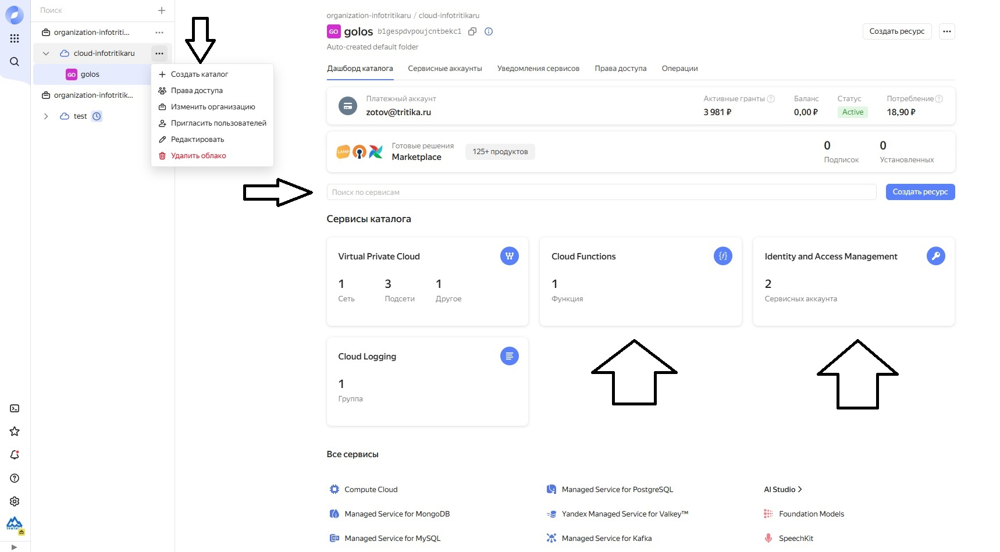 Поиск
organization-infotriti...
cloud-infotritikaru
GO golos
organization-infotritik...
test
Создать каталог
Права доступа
Изменить организацию
Пригласить пользователей
Редактировать
Удалить облако
organization-infotritikaru / cloud-infotritikaru
GO golos b1gespdvpoujcntbekc1
Auto-created default folder
Создать ресурс
Дашборд каталога Сервисные аккаунты Уведомления сервисов Права доступа Операции
Платежный аккаунт Активные гранты Баланс Статус Потребление
zotov@tritika.ru 3 981 ₽ 0,00 ₽ Active 18,90 ₽
LAMP
Готовые решения
Marketplace
125+ продуктов
0 0
Подписок Установленных
Поиск по сервисам
Создать ресурс
Сервисы каталога
Virtual Private Cloud
1 3 1
Сеть Подсети Другое
Cloud Functions
1
Функция
Identity and Access Management
2
Сервисных аккаунта
Cloud Logging
1
Группа
Все сервисы
Compute Cloud Managed Service for PostgreSQL AI Studio
Managed Service for MongoDB Yandex Managed Service for Valkey™ Foundation Models
Managed Service for MySQL Managed Service for Kafka SpeechKit